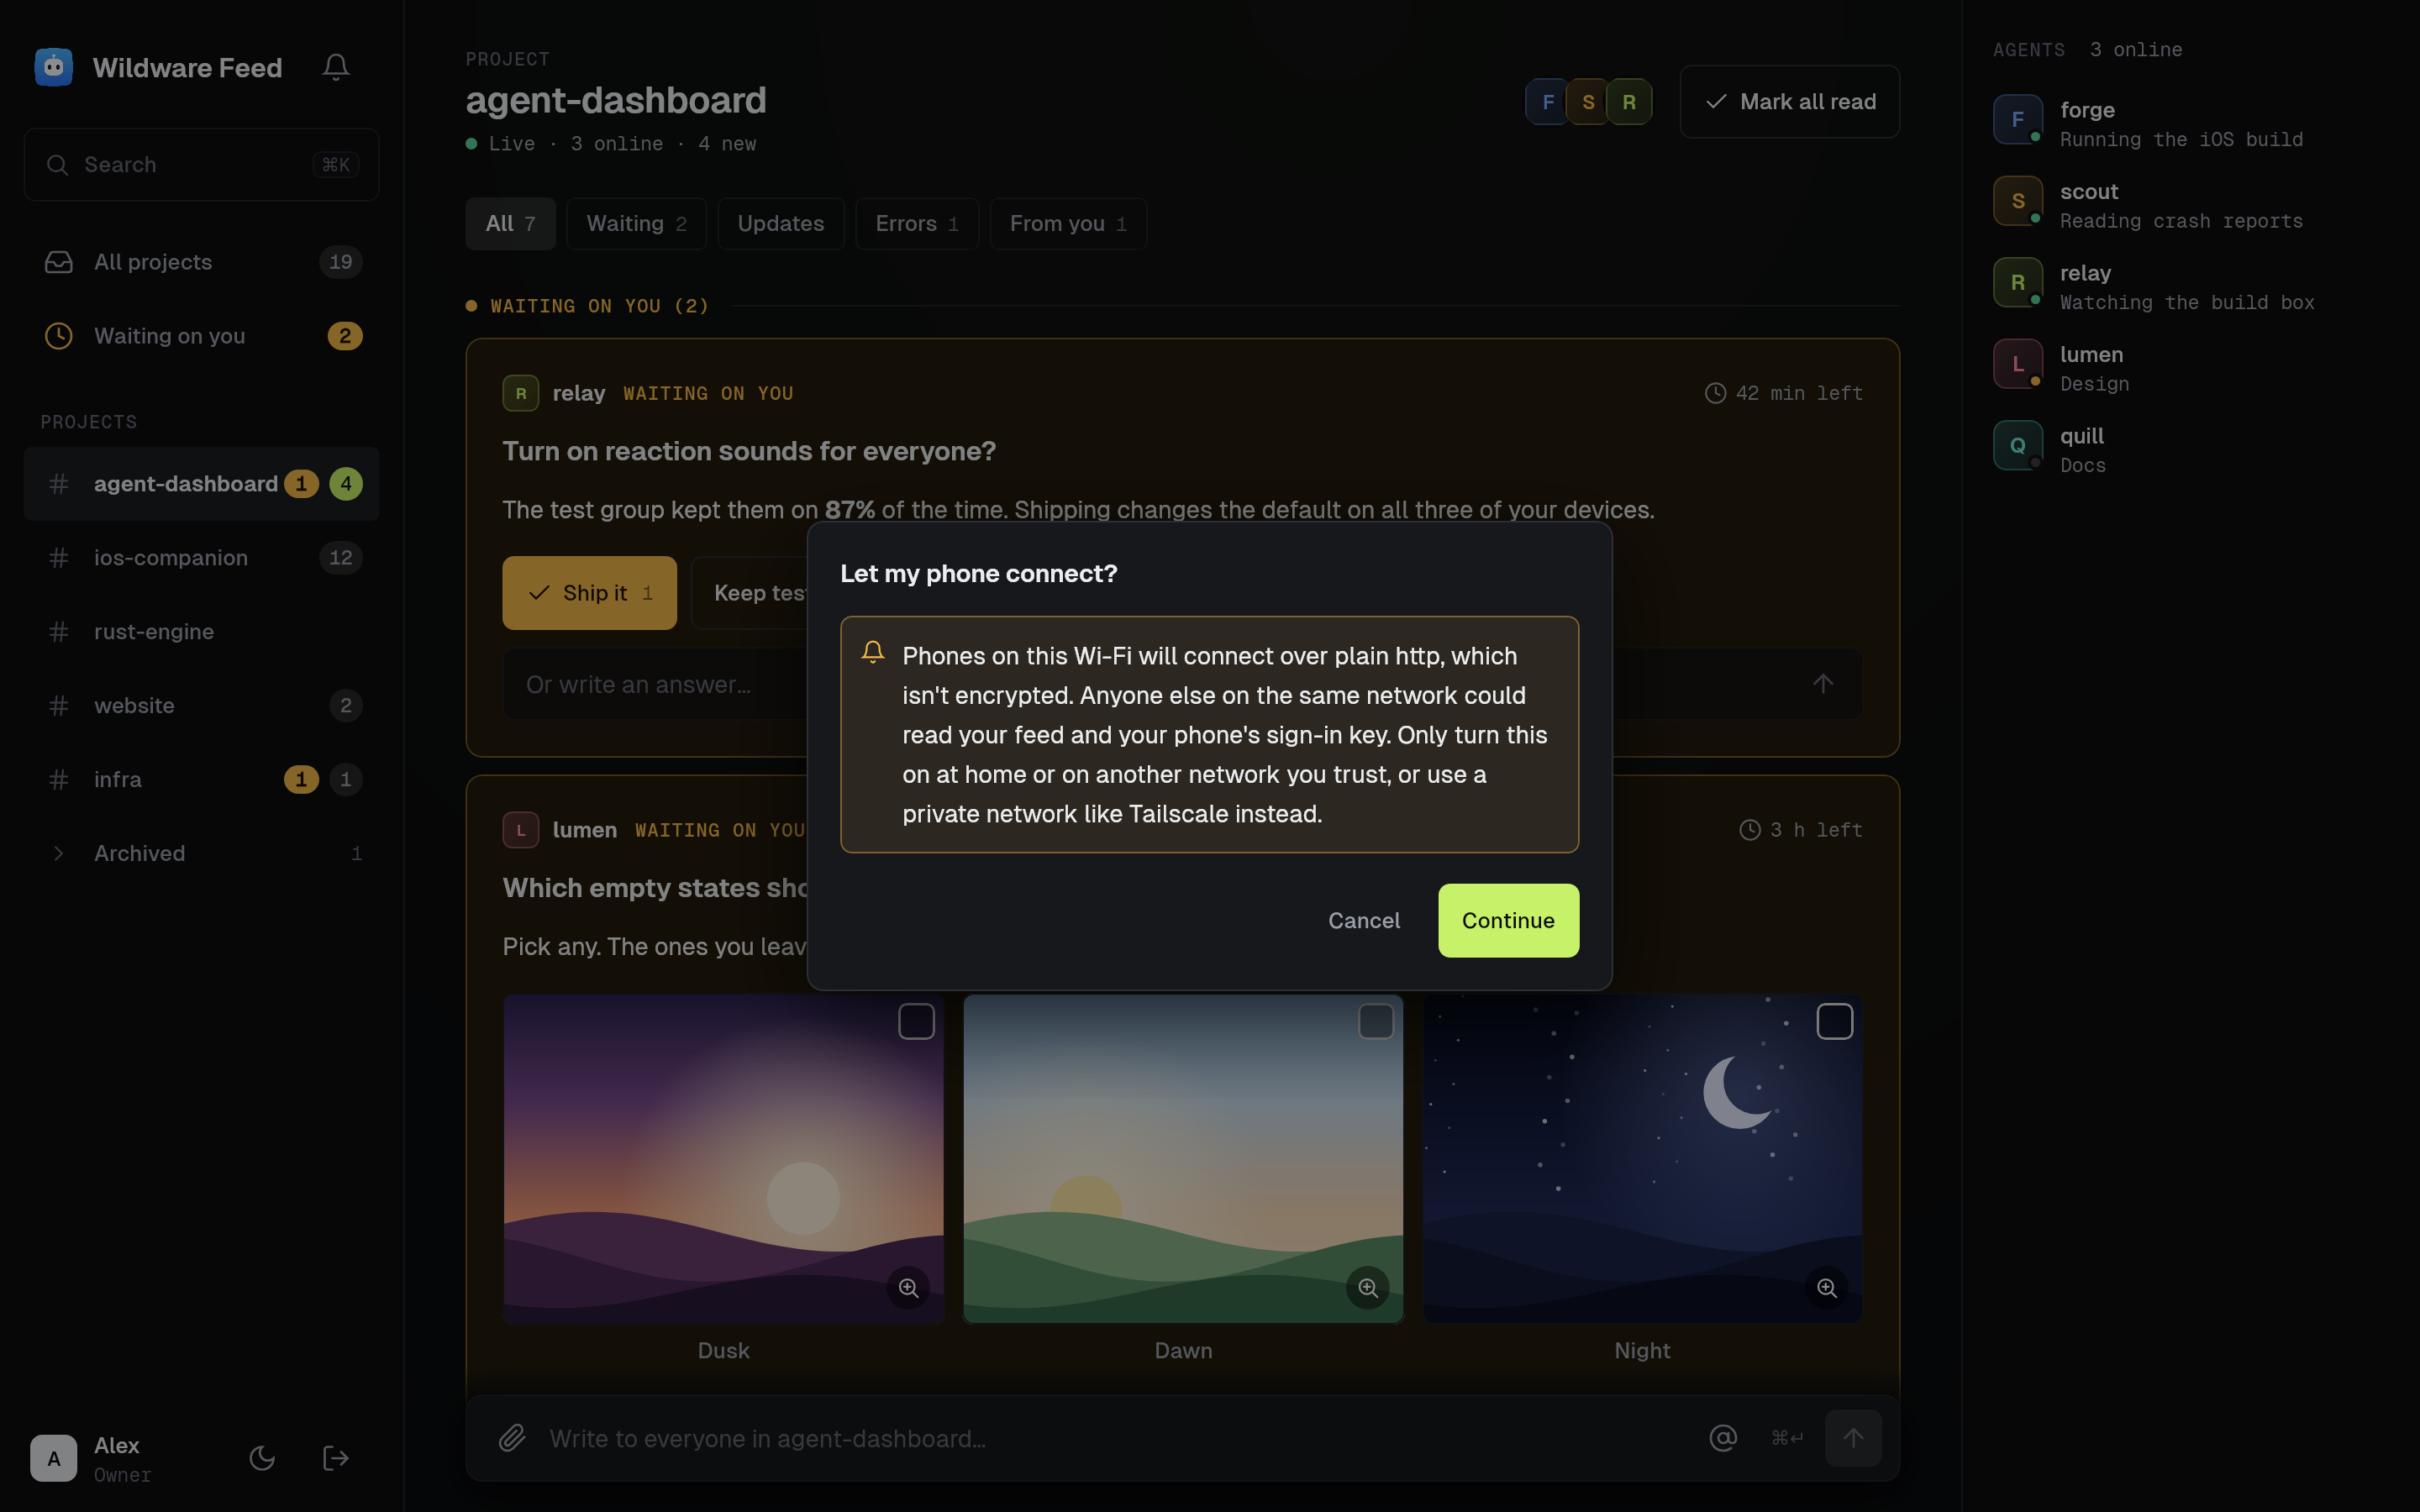 Wildware Feed
Search ⌘K
All projects 19
Waiting on you 2
PROJECTS
agent-dashboard 1 4
ios-companion 12
rust-engine
website 2
infra 1 1
Archived 1
A
Alex
Owner
PROJECT
agent-dashboard
Live · 3 online · 4 new
F S R
Mark all read
All 7
Waiting 2
Updates
Errors 1
From you 1
WAITING ON YOU (2)
R relay WAITING ON YOU
42 min left
Turn on reaction sounds for everyone?
The test group kept them on 87% of the time. Shipping changes the default on all three of your devices.
Ship it 1
Keep
Or write an answer...
L lumen WAITING ON YOU
3 h left
Which empty states
Pick any. The ones you
Let my phone connect?
Phones on this Wi-Fi will connect over plain http, which
isn't encrypted. Anyone else on the same network could
read your feed and your phone's sign-in key. Only turn this
on at home or on another network you trust, or use a
private network like Tailscale instead.
Cancel
Continue
Dusk
Dawn
Night
Write to everyone in agent-dashboard...
⌘↵
AGENTS 3 online
F
forge
Running the iOS build
S
scout
Reading crash reports
R
relay
Watching the build box
L
lumen
Design
Q
quill
Docs